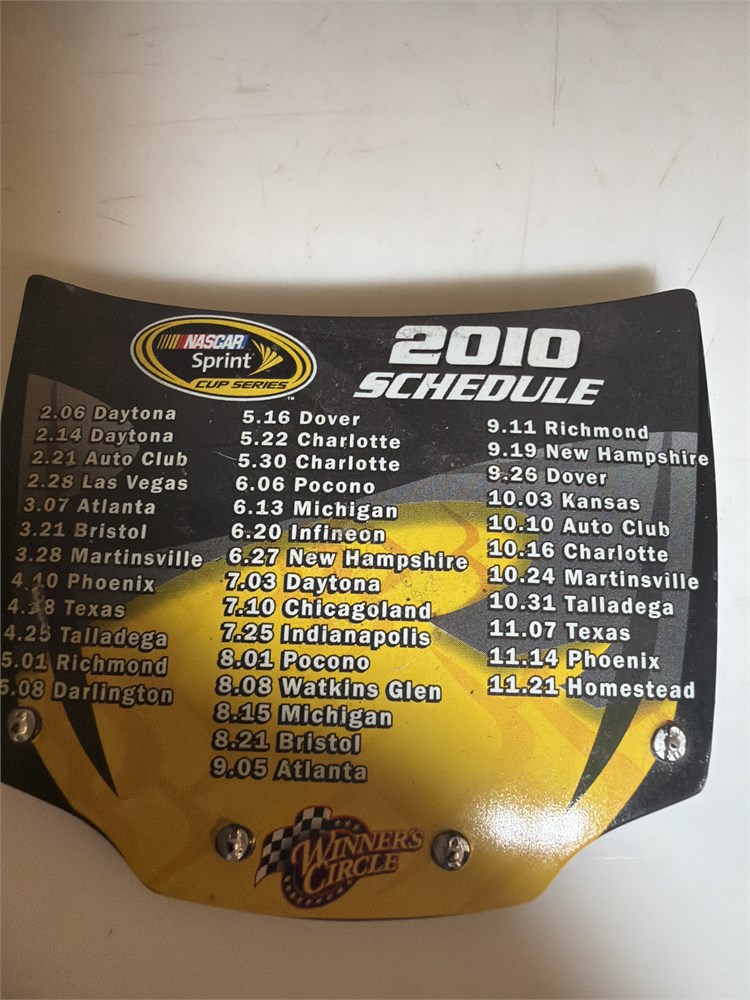 NASCAR
Sprint
CUP SERIES
™
2010
SCHEDULE
2.06 Daytona
2.14 Daytona
2.21 Auto Club
2.28 Las Vegas
3.07 Atlanta
3.21 Bristol
3.28 Martinsville
4.10 Phoenix
4.18 Texas
4.25 Talladega
5.01 Richmond
5.08 Darlington
5.16 Dover
5.22 Charlotte
5.30 Charlotte
6.06 Pocono
6.13 Michigan
6.20 Infineon
6.27 New Hampshire
7.03 Daytona
7.10 Chicagoland
7.25 Indianapolis
8.01 Pocono
8.08 Watkins Glen
8.15 Michigan
8.21 Bristol
9.05 Atlanta
9.11 Richmond
9.19 New Hampshire
9.26 Dover
10.03 Kansas
10.10 Auto Club
10.16 Charlotte
10.24 Martinsville
10.31 Talladega
11.07 Texas
11.14 Phoenix
11.21 Homestead
WINNER'S
CIRCLE